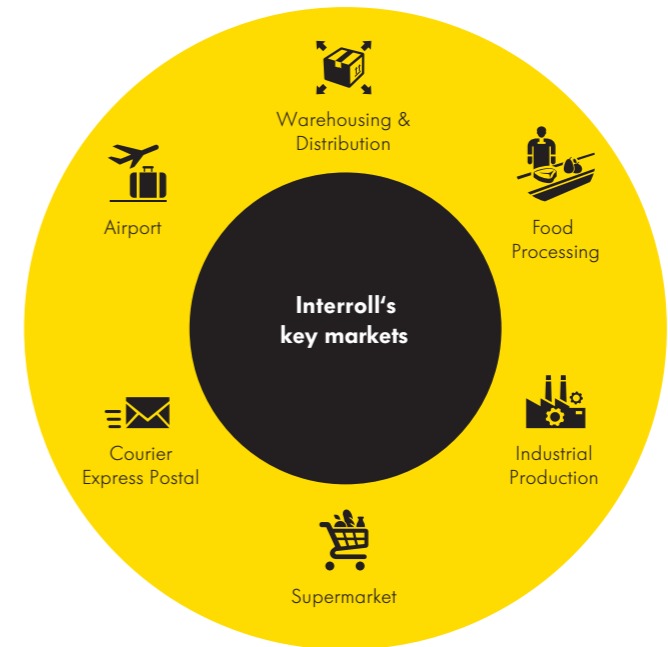 Warehousing &
Distribution
Food
Processing
Industrial
Production
Supermarket
Courier
Express Postal
Airport
Interroll‘s
key markets